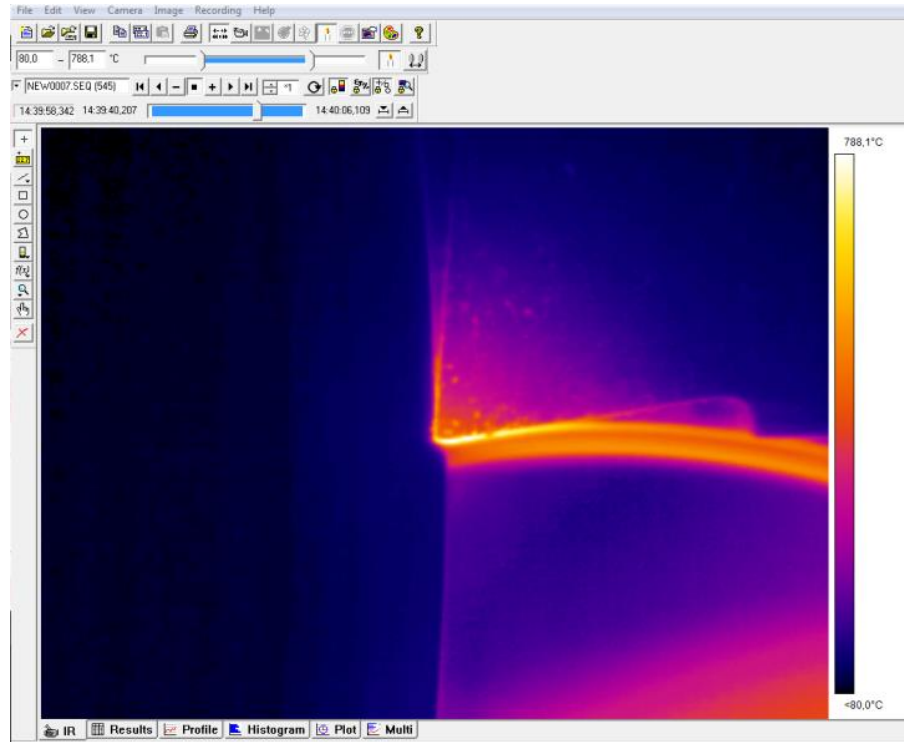 File Edit View Camera Image Recording Help
80,0 - 788,1 °C
NEW0007.SEQ (545) *1
14:39:58,342 14:39:40,207 14:40:06,109
788,1°C
<80,0°C
IR Results Profile Histogram Plot Multi